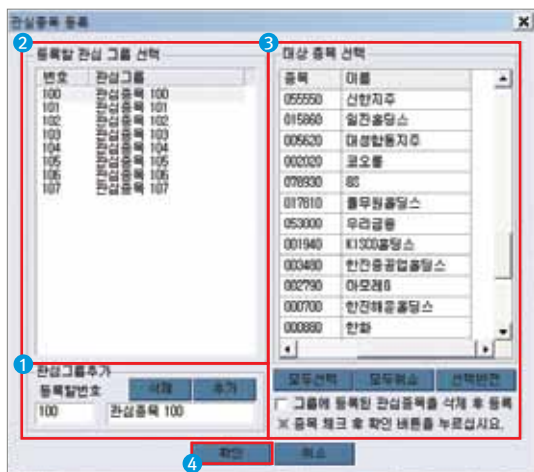 관심종목 등록
2
등록할 관심 그룹 선택
번호 관심그룹
100 관심종목 100
101 관심종목 101
102 관심종목 102
103 관심종목 103
104 관심종목 104
105 관심종목 105
106 관심종목 106
107 관심종목 107
3
대상 종목 선택
종목 이름
055550 신한지주
015860 일진홀딩스
005620 대성합동지주
002020 코오롱
078930 GS
017810 풀무원홀딩스
053000 우리금융
001940 KISCO홀딩스
003480 한진중공업홀딩스
002790 아모레G
000700 한진해운홀딩스
000880 한화
1
관심그룹추가
등록할번호 삭제 추가
100 관심종목 100
모두선택 모두취소 선택반전
그룹에 등록된 관심종목을 삭제 후 등록
※ 종목 체크 후 확인 버튼을 누르십시요.
4
확인 취소